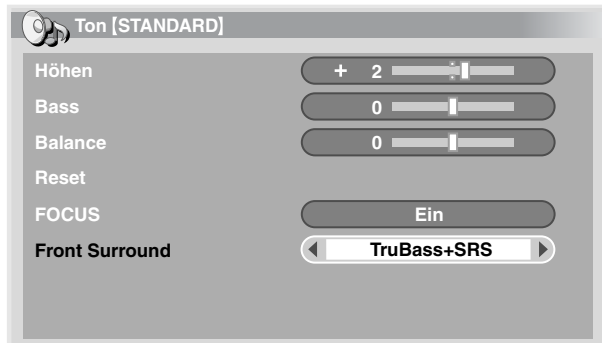 Ton [STANDARD]
Höhen + 2
Bass 0
Balance 0
Reset
FOCUS Ein
Front Surround TruBass+SRS